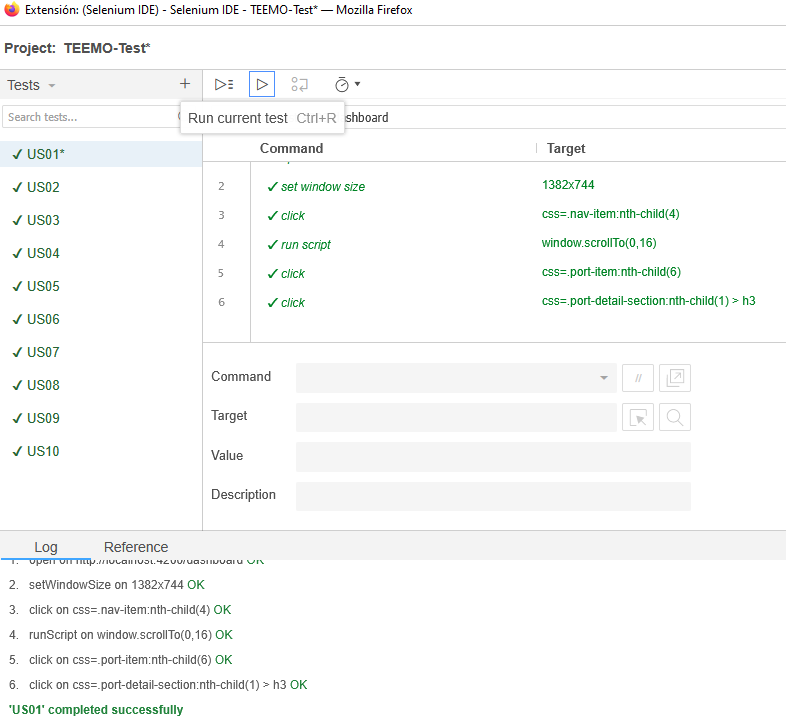 Extensión: (Selenium IDE) - Selenium IDE - TEEMO-Test* — Mozilla Firefox
Project: TEEMO-Test*
Tests
+
Search tests...
Run current test Ctrl+R
shboard
Command Target
✓ US01*
✓ US02
✓ US03
✓ US04
✓ US05
✓ US06
✓ US07
✓ US08
✓ US09
✓ US10
2 ✓ set window size 1382x744
3 ✓ click css=.nav-item:nth-child(4)
4 ✓ run script window.scrollTo(0,16)
5 ✓ click css=.port-item:nth-child(6)
6 ✓ click css=.port-detail-section:nth-child(1) > h3
Command //
Target
Value
Description
Log Reference
1. open on http://localhost:4200/dashboard OK
2. setWindowSize on 1382x744 OK
3. click on css=.nav-item:nth-child(4) OK
4. runScript on window.scrollTo(0,16) OK
5. click on css=.port-item:nth-child(6) OK
6. click on css=.port-detail-section:nth-child(1) > h3 OK
'US01' completed successfully